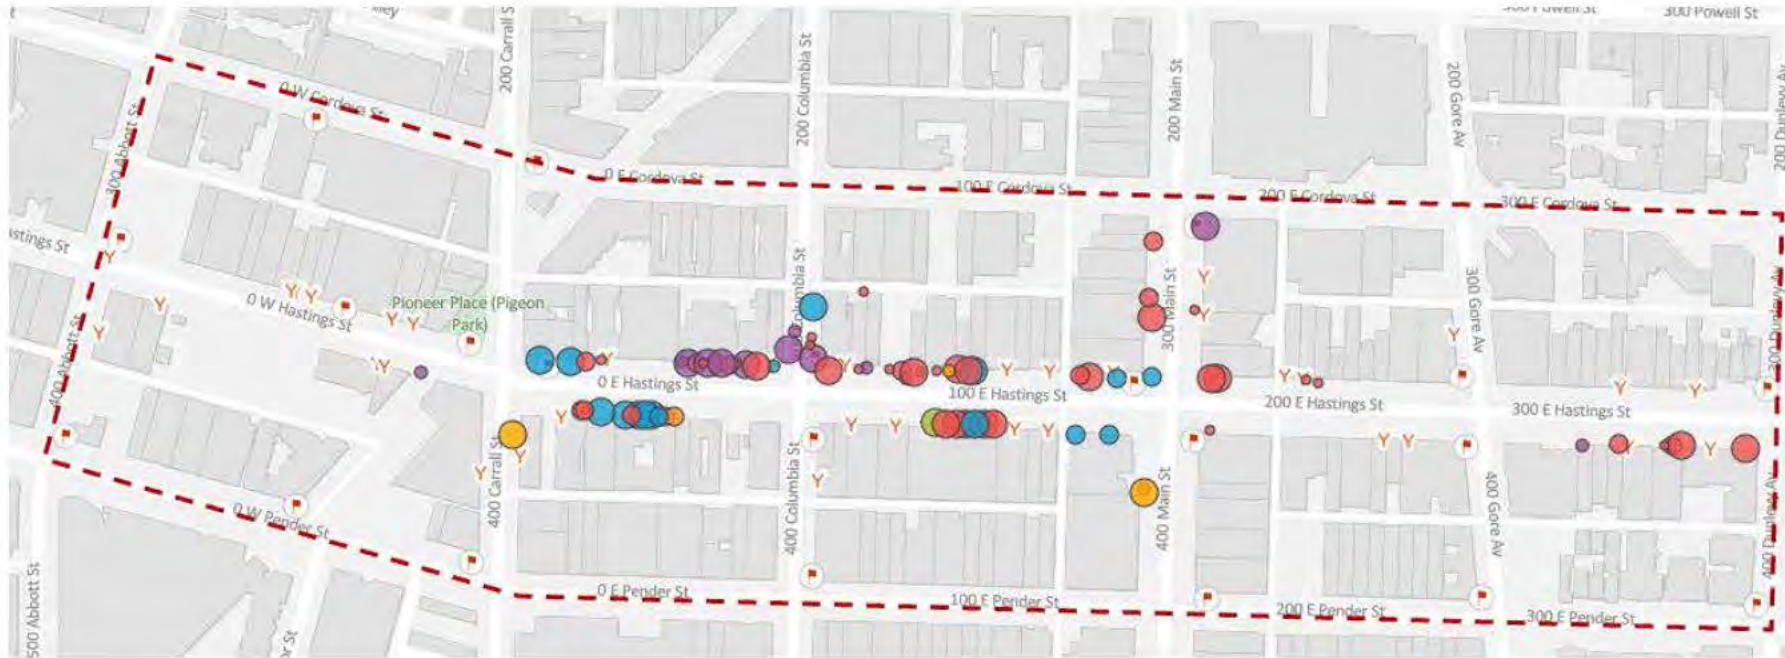 300 Powell St
200 Carrall S
200 Columbia St
200 Main St
200 Gore Av
200 Dunlevy Av
0 W Cordova St
300 Abbott St
0 E Cordova St
100 E Cordova St
200 E Cordova St
300 E Cordova St
astings St
Pioneer Place (Pigeon
Park)
0 W Hastings St
olumbia St
300 Main St
300 Gore Av
300 Dunlevy Av
400 Abbott St
0 E Hastings St
100 E Hastings St
200 E Hastings St
300 E Hastings St
400 Carrall St
400 Columbia St
400 Main St
400 Gore Av
400 Dunlevy Av
0 W Pender St
0 E Pender St
100 E Pender St
200 E Pender St
300 E Pender St
500 Abbott St
or St